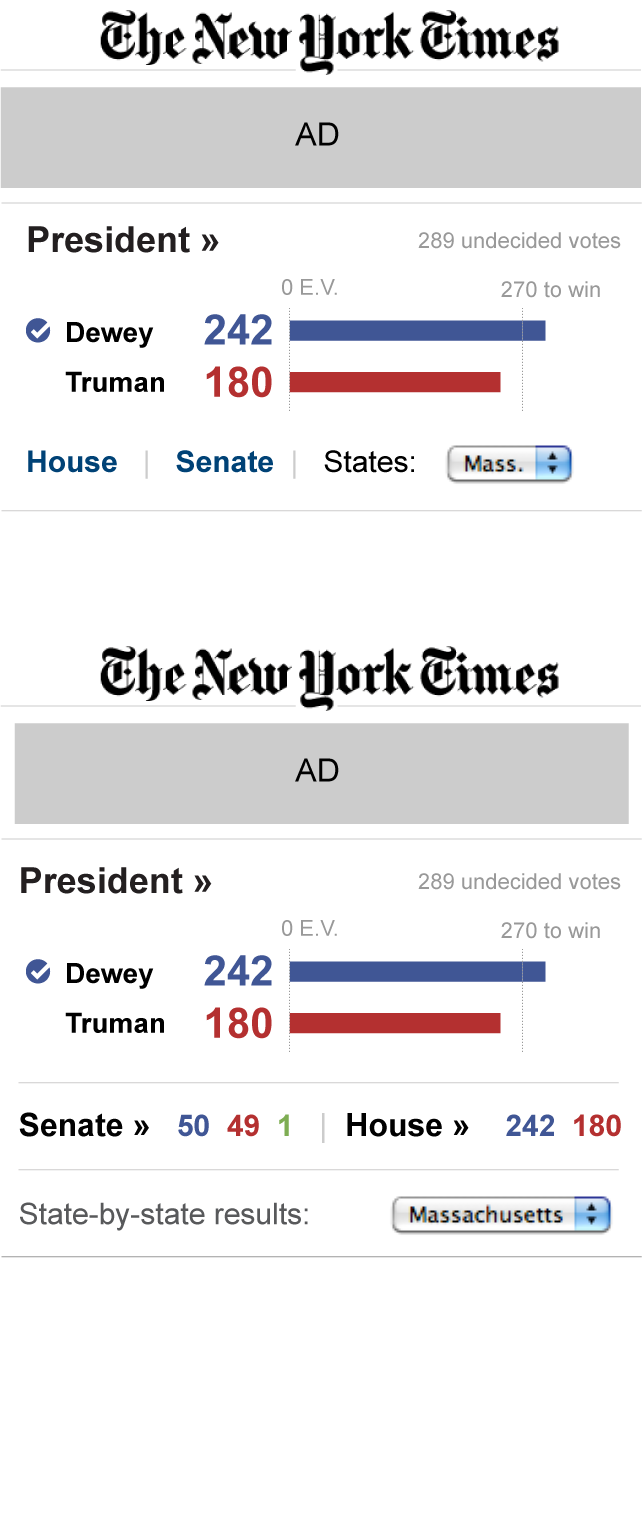 The New York Times
AD
President » 289 undecided votes
0 E.V. 270 to win
Dewey 242
Truman 180
House | Senate | States: Mass.
The New York Times
AD
President » 289 undecided votes
0 E.V. 270 to win
Dewey 242
Truman 180
Senate » 50 49 1 | House » 242 180
State-by-state results: Massachusetts